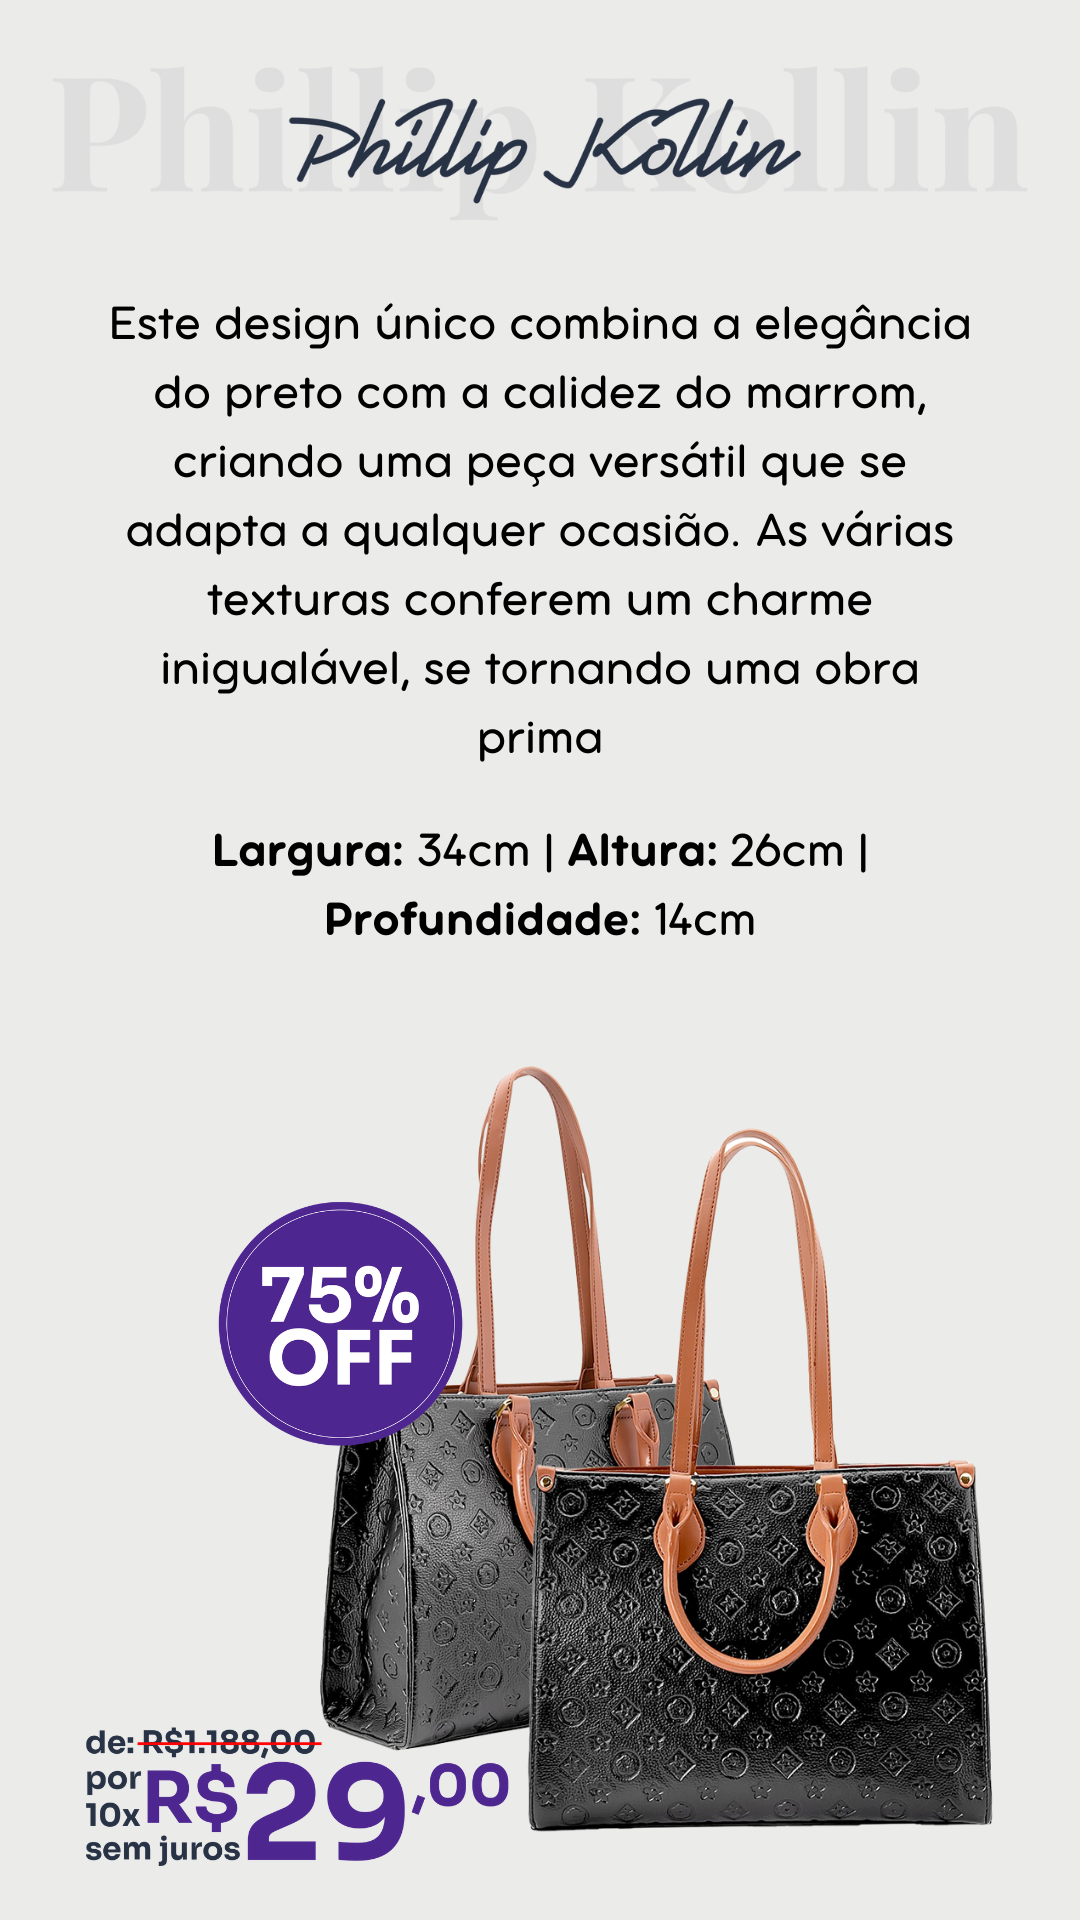 Phillip Kollin
Phillip Kollin
Este design único combina a elegância
do preto com a calidez do marrom,
criando uma peça versátil que se
adapta a qualquer ocasião. As várias
texturas conferem um charme
inigualável, se tornando uma obra
prima
Largura: 34cm | Altura: 26cm |
Profundidade: 14cm
75%
OFF
de: R$1.188,00
por
10x
sem juros
R$29,00